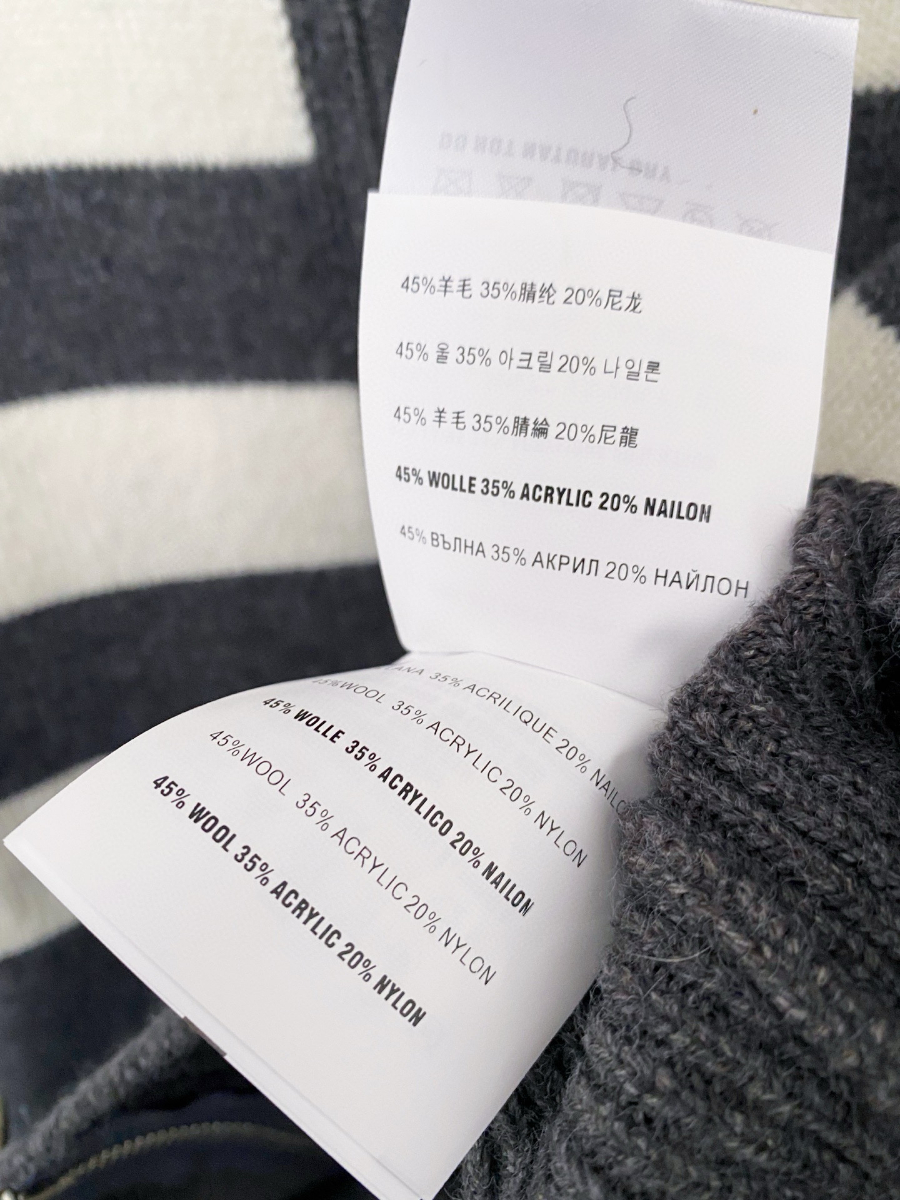 45%羊毛 35%腈纶 20%尼龙
45% 울 35% 아크릴 20% 나일론
45% 羊毛 35%腈綸 20%尼龍
45% WOLLE 35% ACRYLIC 20% NAILON
45% ВЪЛНА 35% АКРИЛ 20% НАЙЛОН
35% ACRILIQUE 20%
45%WOOL 35% ACRYLIC 20% NYLON
45% WOLLE 35% ACRYLICO 20% NAILON
45%WOOL 35% ACRYLIC 20% NYLON
45% WOOL 35% ACRYLIC 20% NYLON